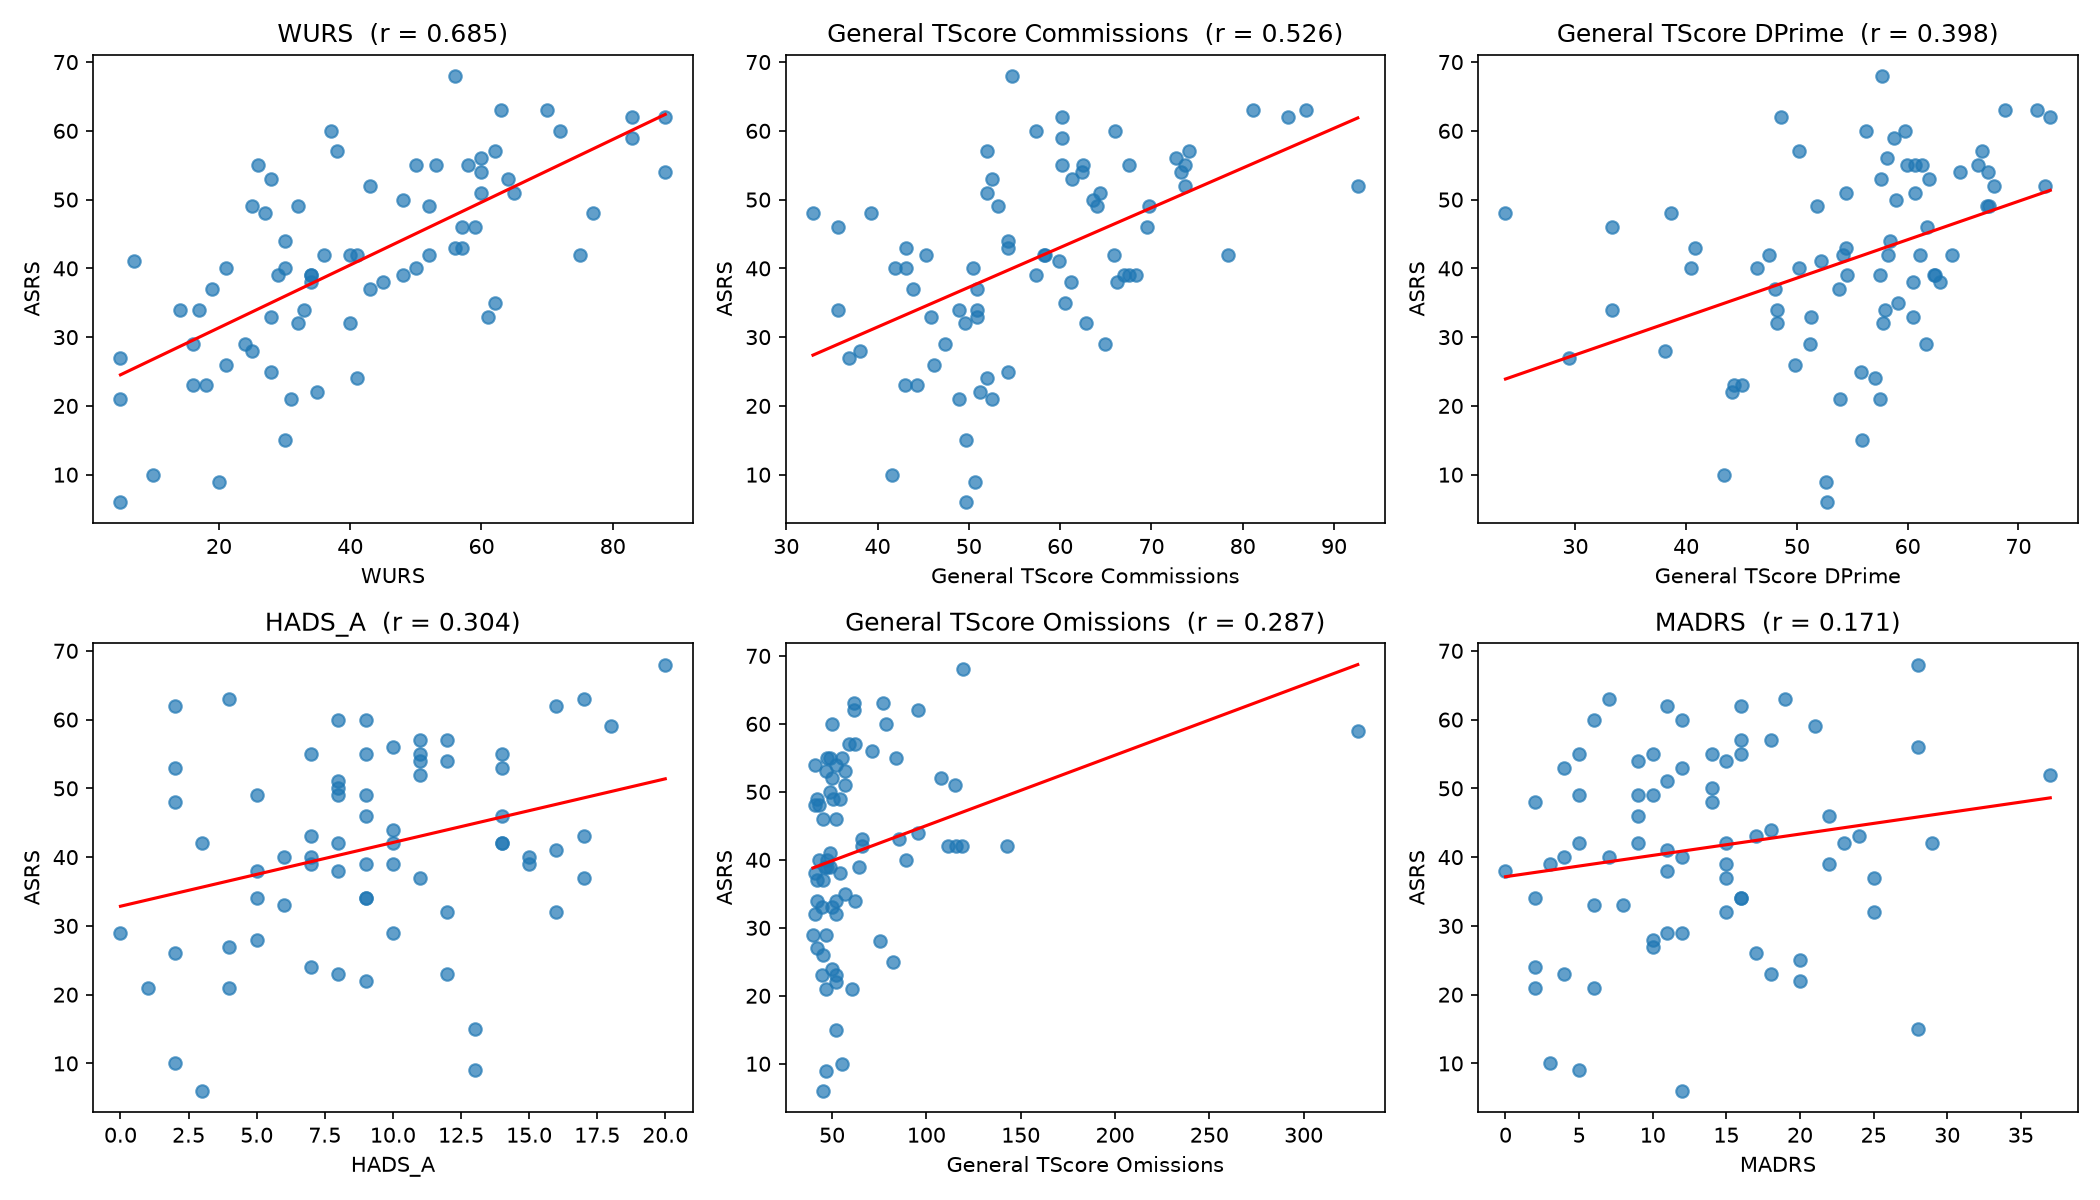 WURS  (r = 0.685)
70
60
50
40
30
20
10
ASRS
20 40 60 80
WURS
General TScore Commissions  (r = 0.526)
70
60
50
40
30
20
10
ASRS
30 40 50 60 70 80 90
General TScore Commissions
General TScore DPrime  (r = 0.398)
70
60
50
40
30
20
10
ASRS
30 40 50 60 70
General TScore DPrime
HADS_A  (r = 0.304)
70
60
50
40
30
20
10
ASRS
0.0 2.5 5.0 7.5 10.0 12.5 15.0 17.5 20.0
HADS_A
General TScore Omissions  (r = 0.287)
70
60
50
40
30
20
10
ASRS
50 100 150 200 250 300
General TScore Omissions
MADRS  (r = 0.171)
70
60
50
40
30
20
10
ASRS
0 5 10 15 20 25 30 35
MADRS